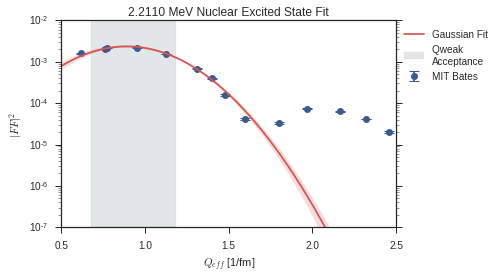 2.2110 MeV Nuclear Excited State Fit
10^-2
10^-3
10^-4
10^-5
10^-6
10^-7
|FF|^2
0.5 1.0 1.5 2.0 2.5
Q_eff [1/fm]
Gaussian Fit
Qweak
Acceptance
MIT Bates